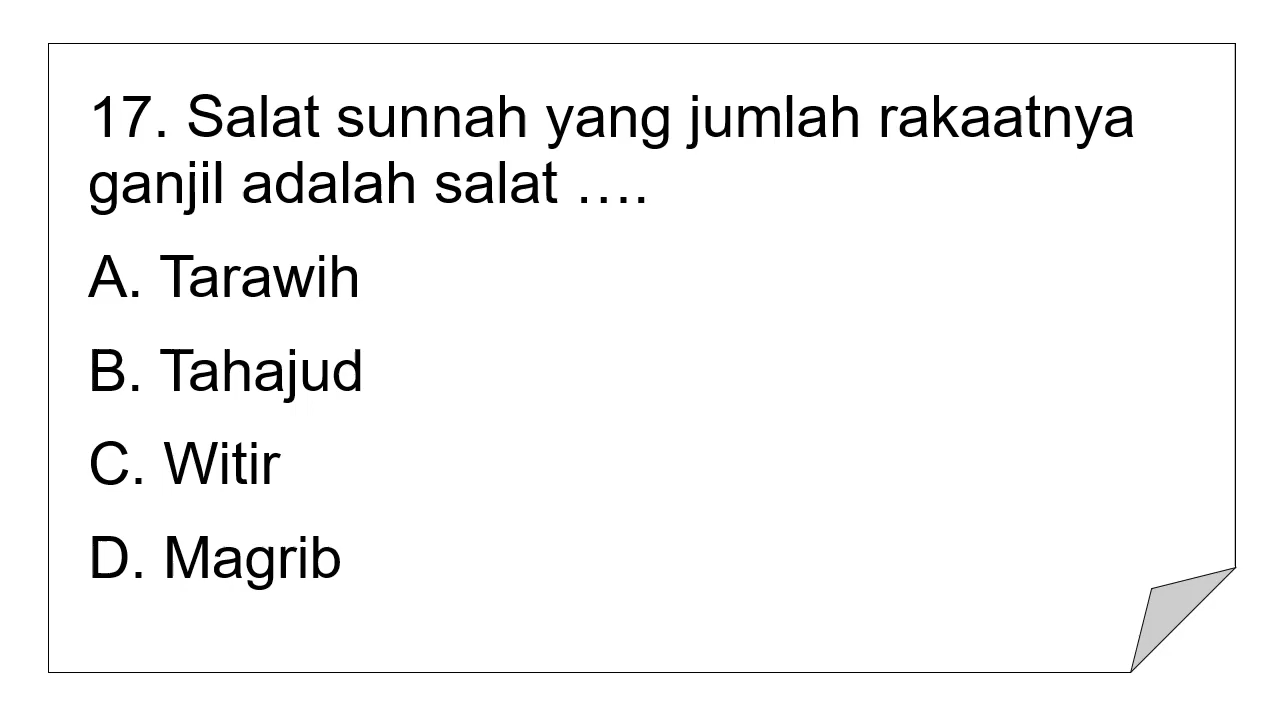 17. Salat sunnah yang jumlah rakaatnya
ganjil adalah salat ….
A. Tarawih
B. Tahajud
C. Witir
D. Magrib